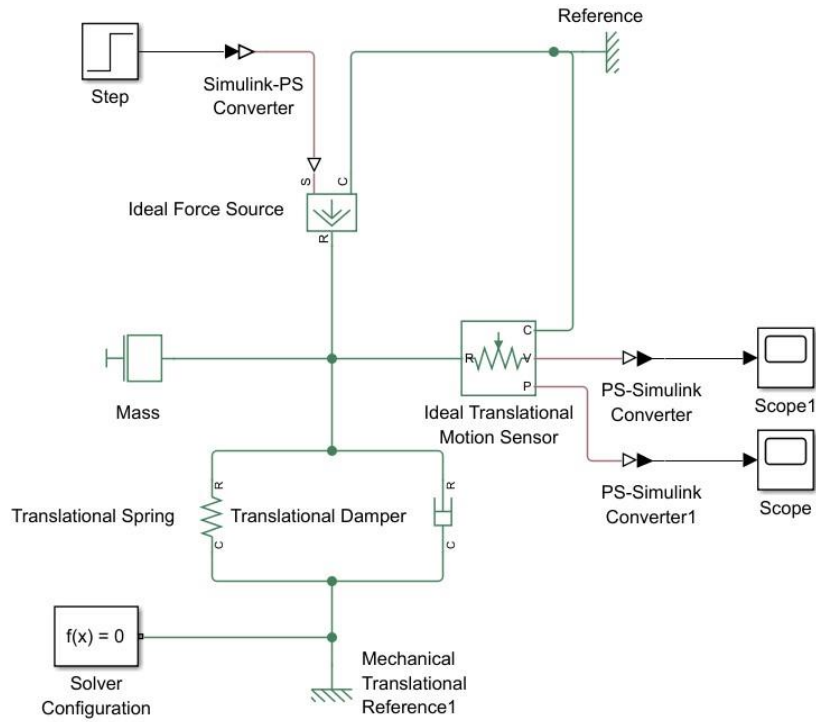 Reference
Step
Simulink-PS
Converter
S
C
Ideal Force Source
R
C
R
V
P
Mass
Ideal Translational
Motion Sensor
PS-Simulink
Converter
Scope1
PS-Simulink
Converter1
Scope
R
R
Translational Spring
Translational Damper
C
C
f(x) = 0
Solver
Configuration
Mechanical
Translational
Reference1